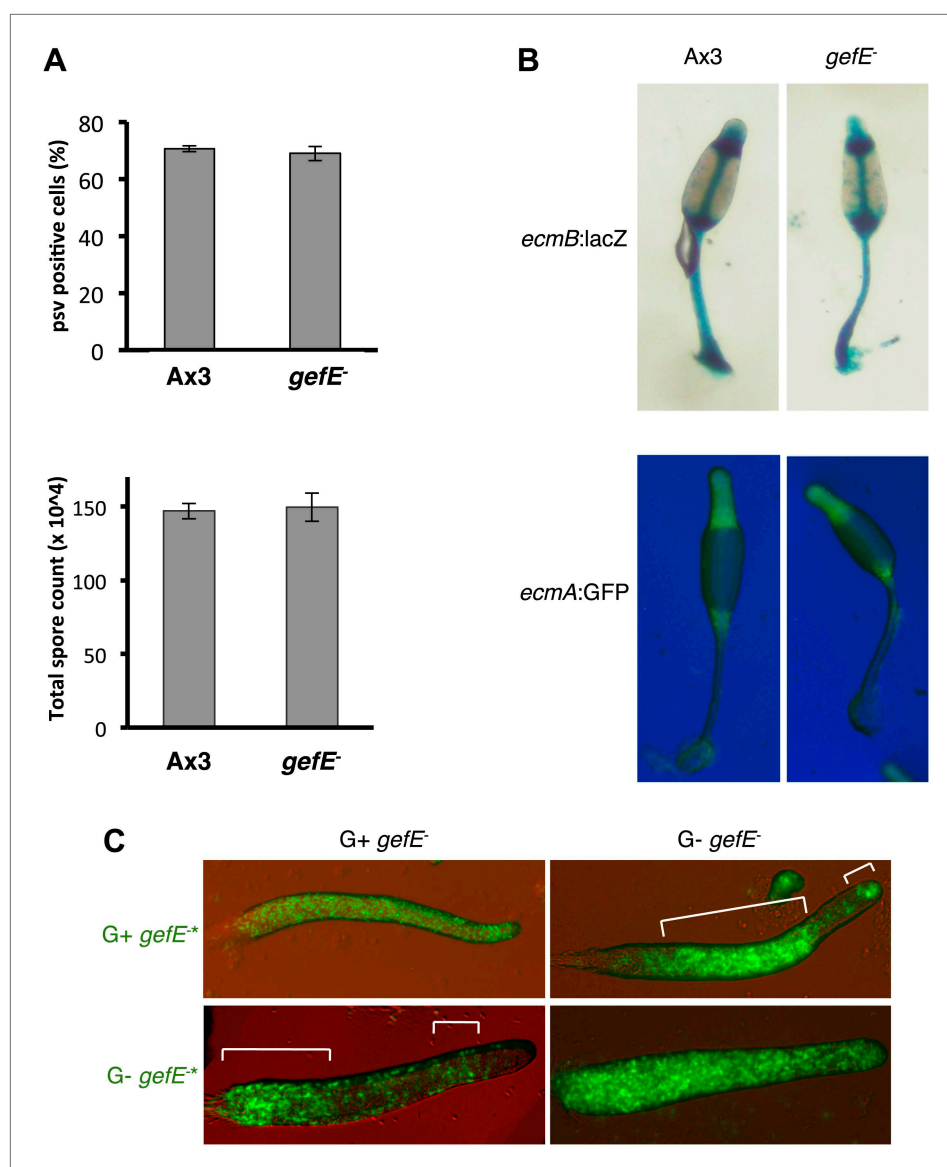 A
psv positive cells (%)
80
60
40
20
0
Ax3
gefE-
Total spore count (x 10^4)
150
100
50
0
Ax3
gefE-
B
Ax3
gefE-
ecmB:lacZ
ecmA:GFP
C
G+ gefE-
G- gefE-
G+ gefE-*
G- gefE-*